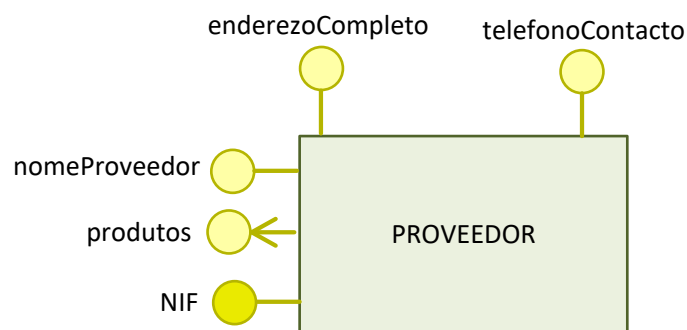 enderezoCompleto
telefonoContacto
nomeProveedor
produtos
PROVEEDOR
NIF